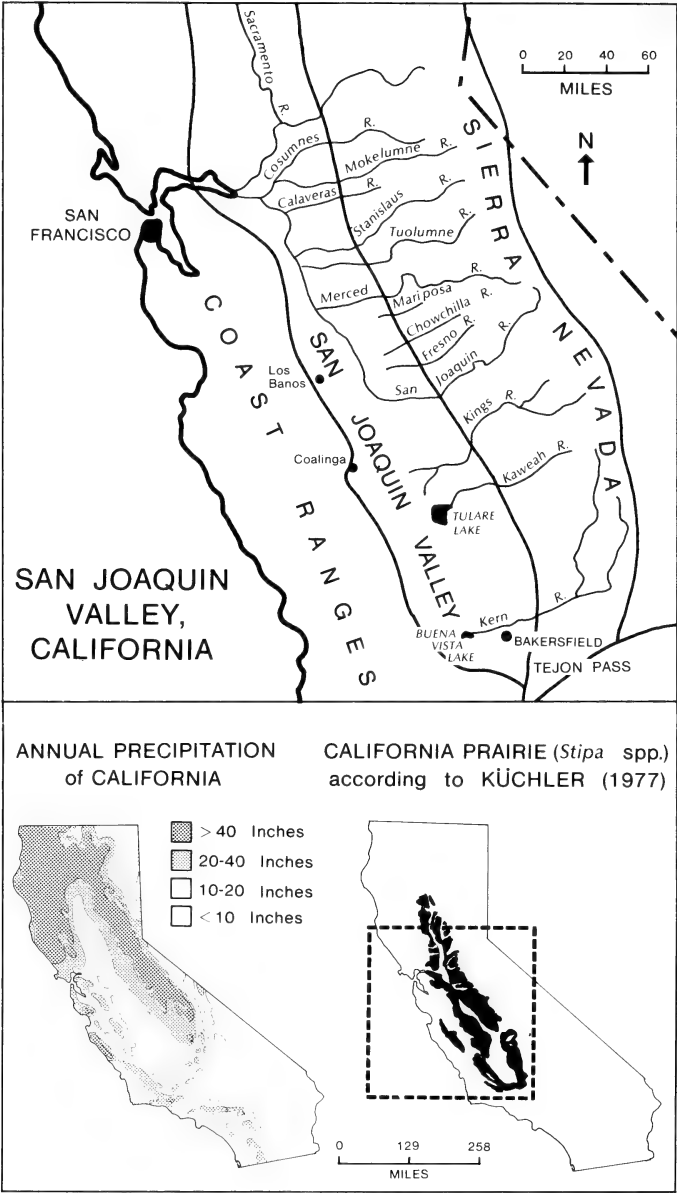 Sacramento R.
0 20 40 60
MILES
N
SIERRA NEVADA
Cosumnes R.
Mokelumne R.
Calaveras R.
Stanislaus R.
Tuolumne R.
Merced R.
Mariposa
Chowchilla R.
Fresno R.
San Joaquin R.
Kings R.
Kaweah R.
SAN
FRANCISCO
COAST RANGES
Los
Banos
SAN JOAQUIN VALLEY
Coalinga
TULARE
LAKE
Kern R.
BUENA
VISTA
LAKE
BAKERSFIELD
TEJON PASS
SAN JOAQUIN
VALLEY,
CALIFORNIA
ANNUAL PRECIPITATION
of CALIFORNIA
> 40 Inches
20-40 Inches
10-20 Inches
< 10 Inches
CALIFORNIA PRAIRIE (Stipa spp.)
according to KÜCHLER (1977)
0 129 258
MILES